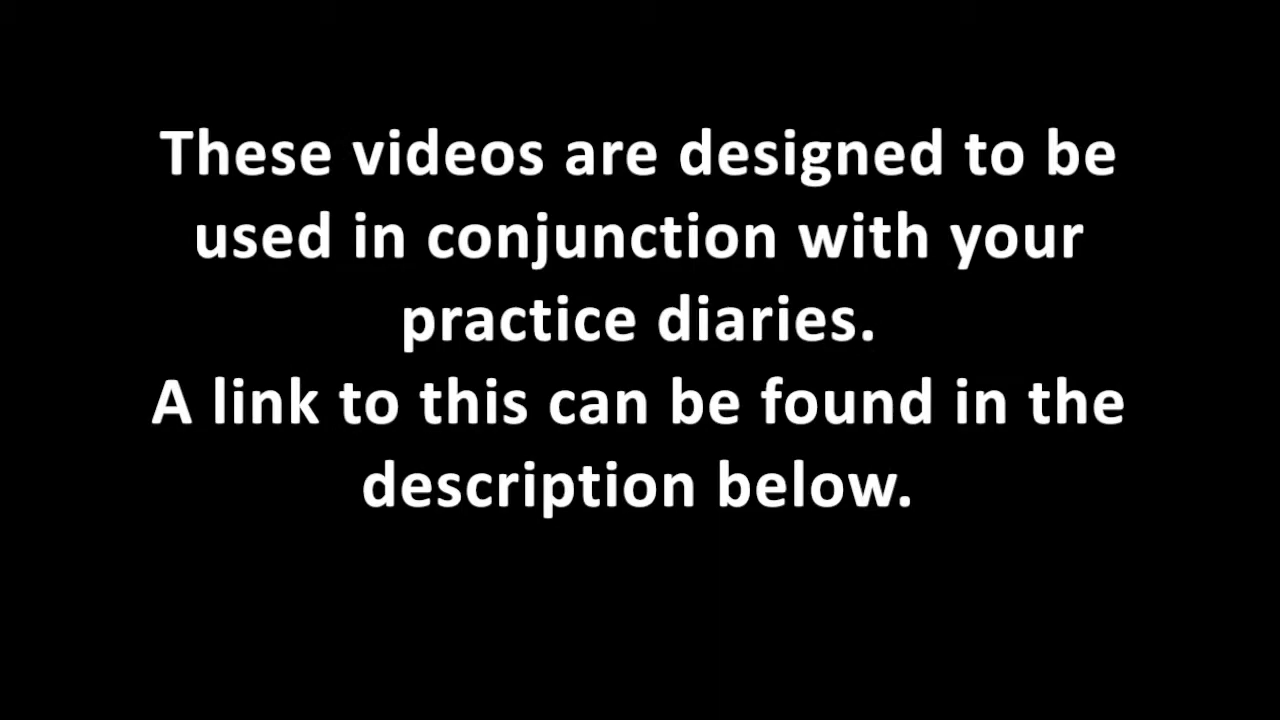 These videos are designed to be
used in conjunction with your
practice diaries.
A link to this can be found in the
description below.